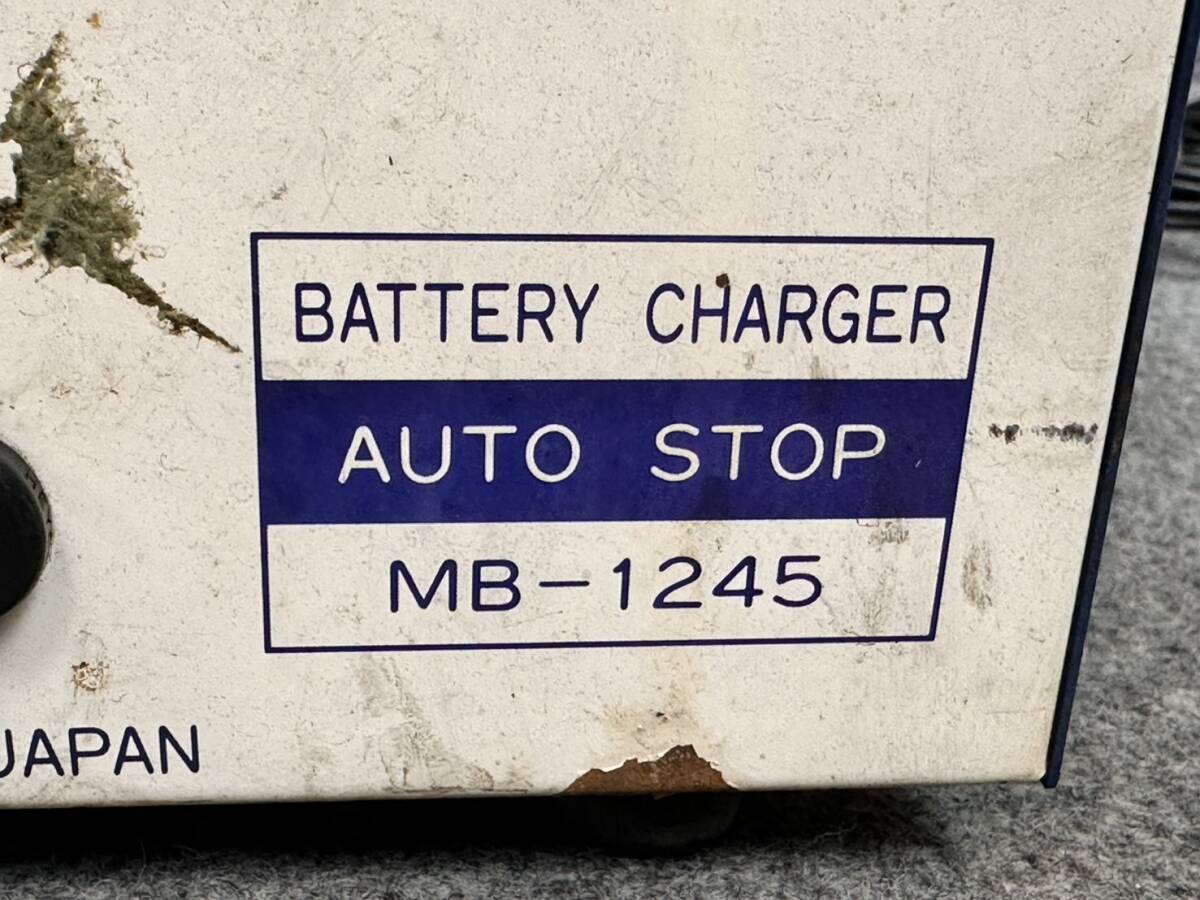 BATTERY CHARGER
AUTO STOP
MB-1245
JAPAN